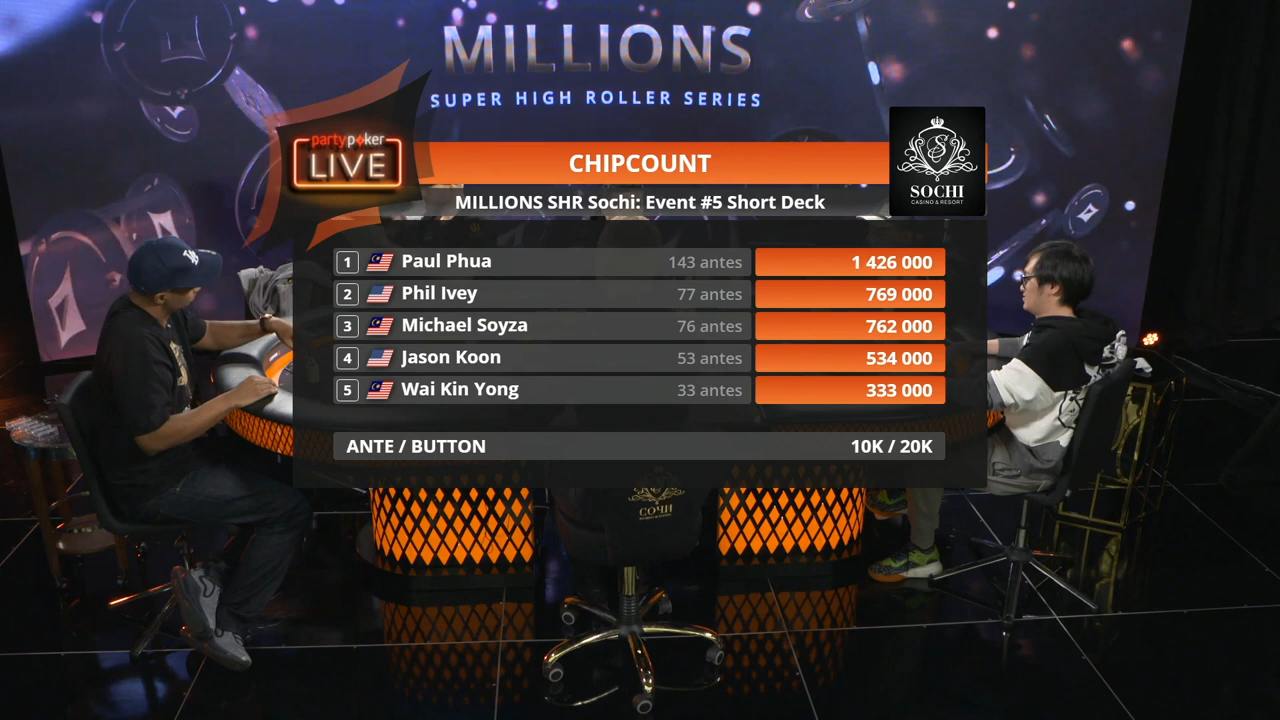 MILLIONS
SUPER HIGH ROLLER SERIES
partypoker
LIVE
CHIPCOUNT
MILLIONS SHR Sochi: Event #5 Short Deck
S
SOCHI
CASINO & RESORT
1 Paul Phua 143 antes 1 426 000
2 Phil Ivey 77 antes 769 000
3 Michael Soyza 76 antes 762 000
4 Jason Koon 53 antes 534 000
5 Wai Kin Yong 33 antes 333 000
ANTE / BUTTON 10K / 20K
СОЧИ